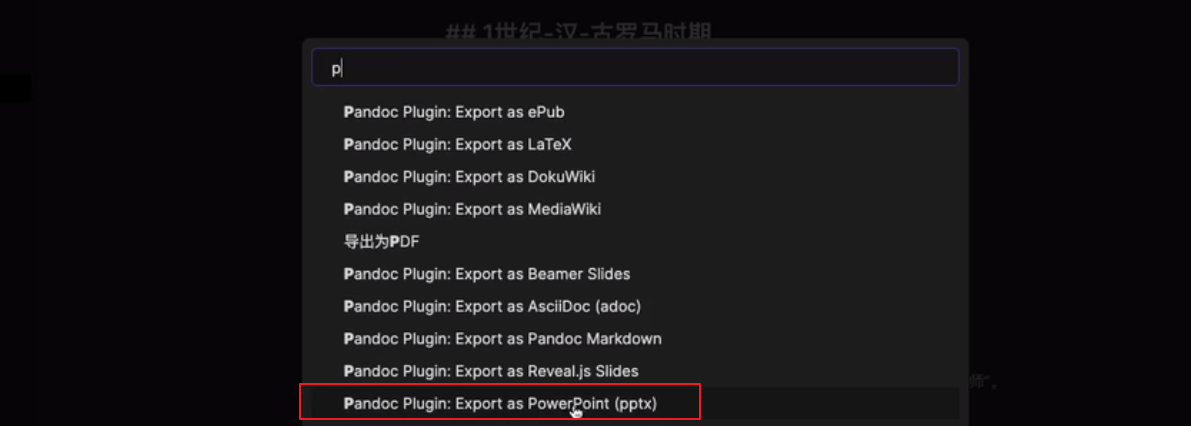 ## 1世纪-汉-古罗马时期
p
Pandoc Plugin: Export as ePub
Pandoc Plugin: Export as LaTeX
Pandoc Plugin: Export as DokuWiki
Pandoc Plugin: Export as MediaWiki
导出为PDF
Pandoc Plugin: Export as Beamer Slides
Pandoc Plugin: Export as AsciiDoc (adoc)
Pandoc Plugin: Export as Pandoc Markdown
Pandoc Plugin: Export as Reveal.js Slides
师”。
Pandoc Plugin: Export as PowerPoint (pptx)